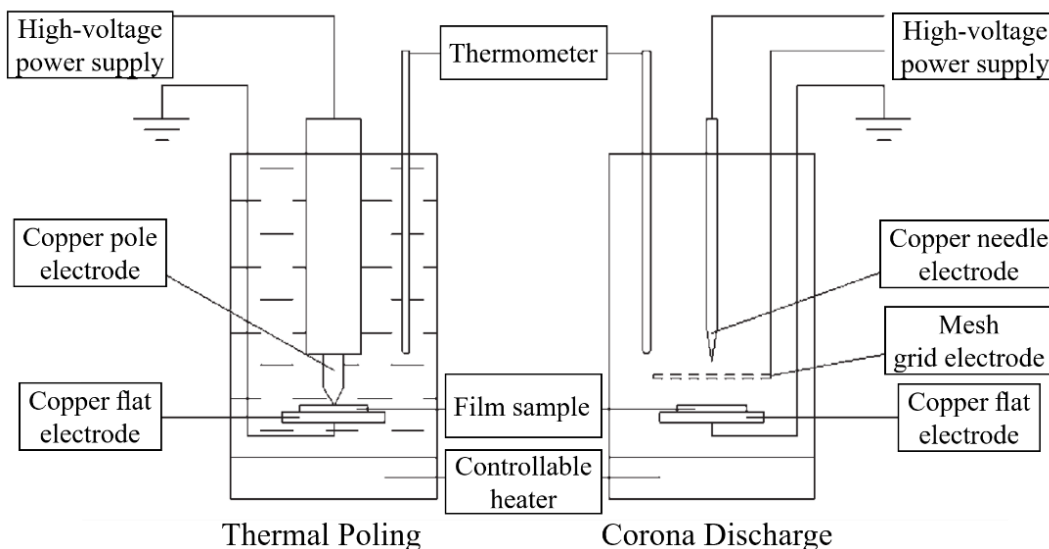 High-voltage
power supply
Thermometer
High-voltage
power supply
Copper pole
electrode
Copper needle
electrode
Mesh
grid electrode
Copper flat
electrode
Film sample
Copper flat
electrode
Controllable
heater
Thermal Poling
Corona Discharge